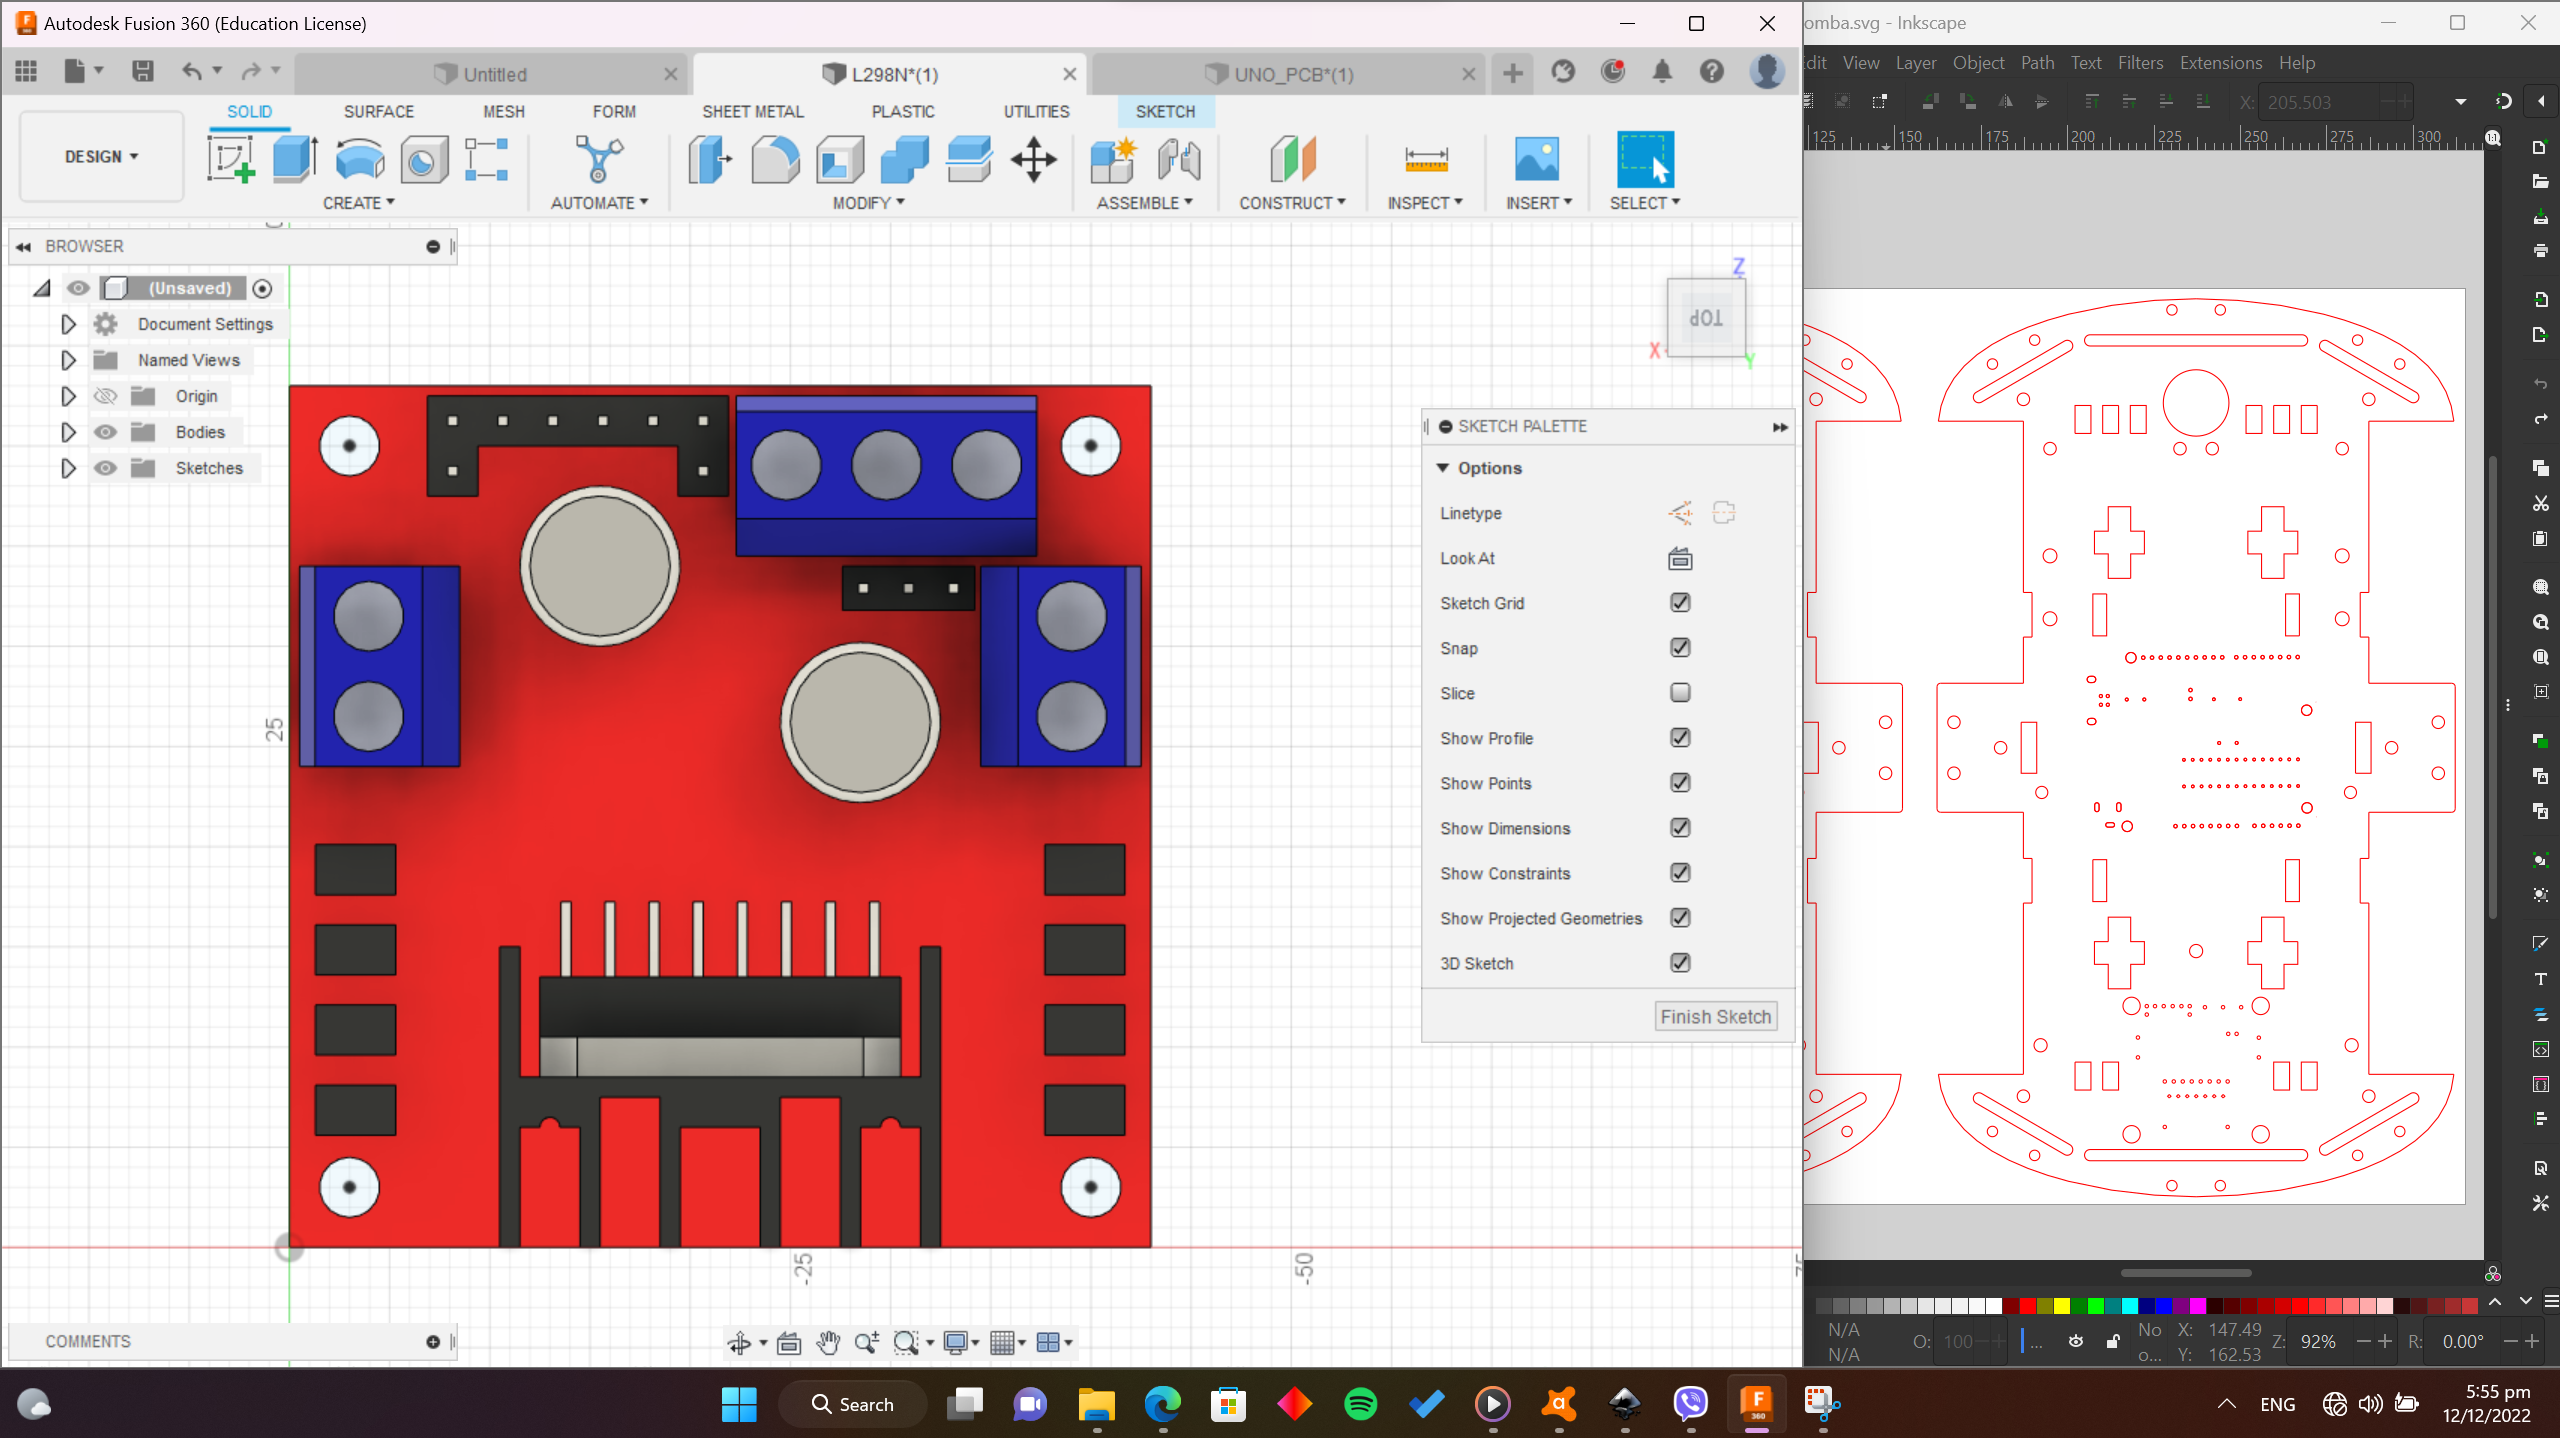 Autodesk Fusion 360 (Education License)
omba.svg - Inkscape
Untitled
L298N*(1)
UNO_PCB*(1)
dit View Layer Object Path Text Filters Extensions Help
X: 205.503
SOLID SURFACE MESH FORM SHEET METAL PLASTIC UTILITIES SKETCH
125 150 175 200 225 250 275 300
DESIGN
CREATE AUTOMATE MODIFY ASSEMBLE CONSTRUCT INSPECT INSERT SELECT
BROWSER
(Unsaved)
Document Settings
Named Views
Origin
Bodies
Sketches
Z
TOP
X
Y
25
-25
-50
SKETCH PALETTE
Options
Linetype
Look At
Sketch Grid
Snap
Slice
Show Profile
Show Points
Show Dimensions
Show Constraints
Show Projected Geometries
3D Sketch
Finish Sketch
COMMENTS
N/A
N/A
O: 100
...
No
o...
X: 147.49
Y: 162.53
Z: 92%
R: 0.00°
Search
F
360
ENG
5:55 pm
12/12/2022